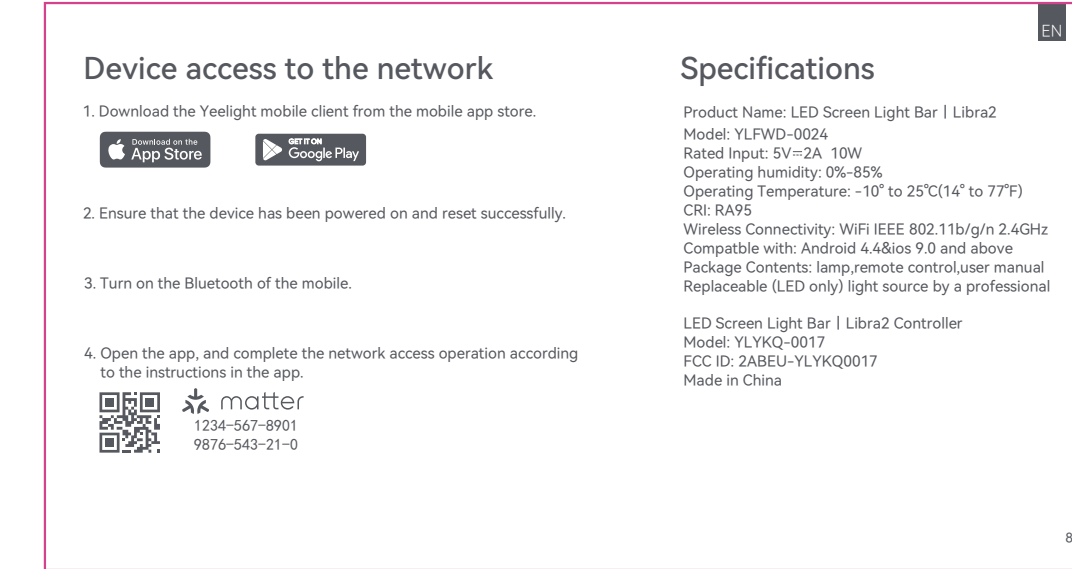 EN
Device access to the network
1. Download the Yeelight mobile client from the mobile app store.
Download on the
App Store
GET IT ON
Google Play
2. Ensure that the device has been powered on and reset successfully.
3. Turn on the Bluetooth of the mobile.
4. Open the app, and complete the network access operation according
to the instructions in the app.
matter
1234-567-8901
9876-543-21-0
Specifications
Product Name: LED Screen Light Bar | Libra2
Model: YLFWD-0024
Rated Input: 5V⎓2A 10W
Operating humidity: 0%-85%
Operating Temperature: -10° to 25°C(14° to 77°F)
CRI: RA95
Wireless Connectivity: WiFi IEEE 802.11b/g/n 2.4GHz
Compatble with: Android 4.4&ios 9.0 and above
Package Contents: lamp,remote control,user manual
Replaceable (LED only) light source by a professional
LED Screen Light Bar | Libra2 Controller
Model: YLYKQ-0017
FCC ID: 2ABEU-YLYKQ0017
Made in China
8